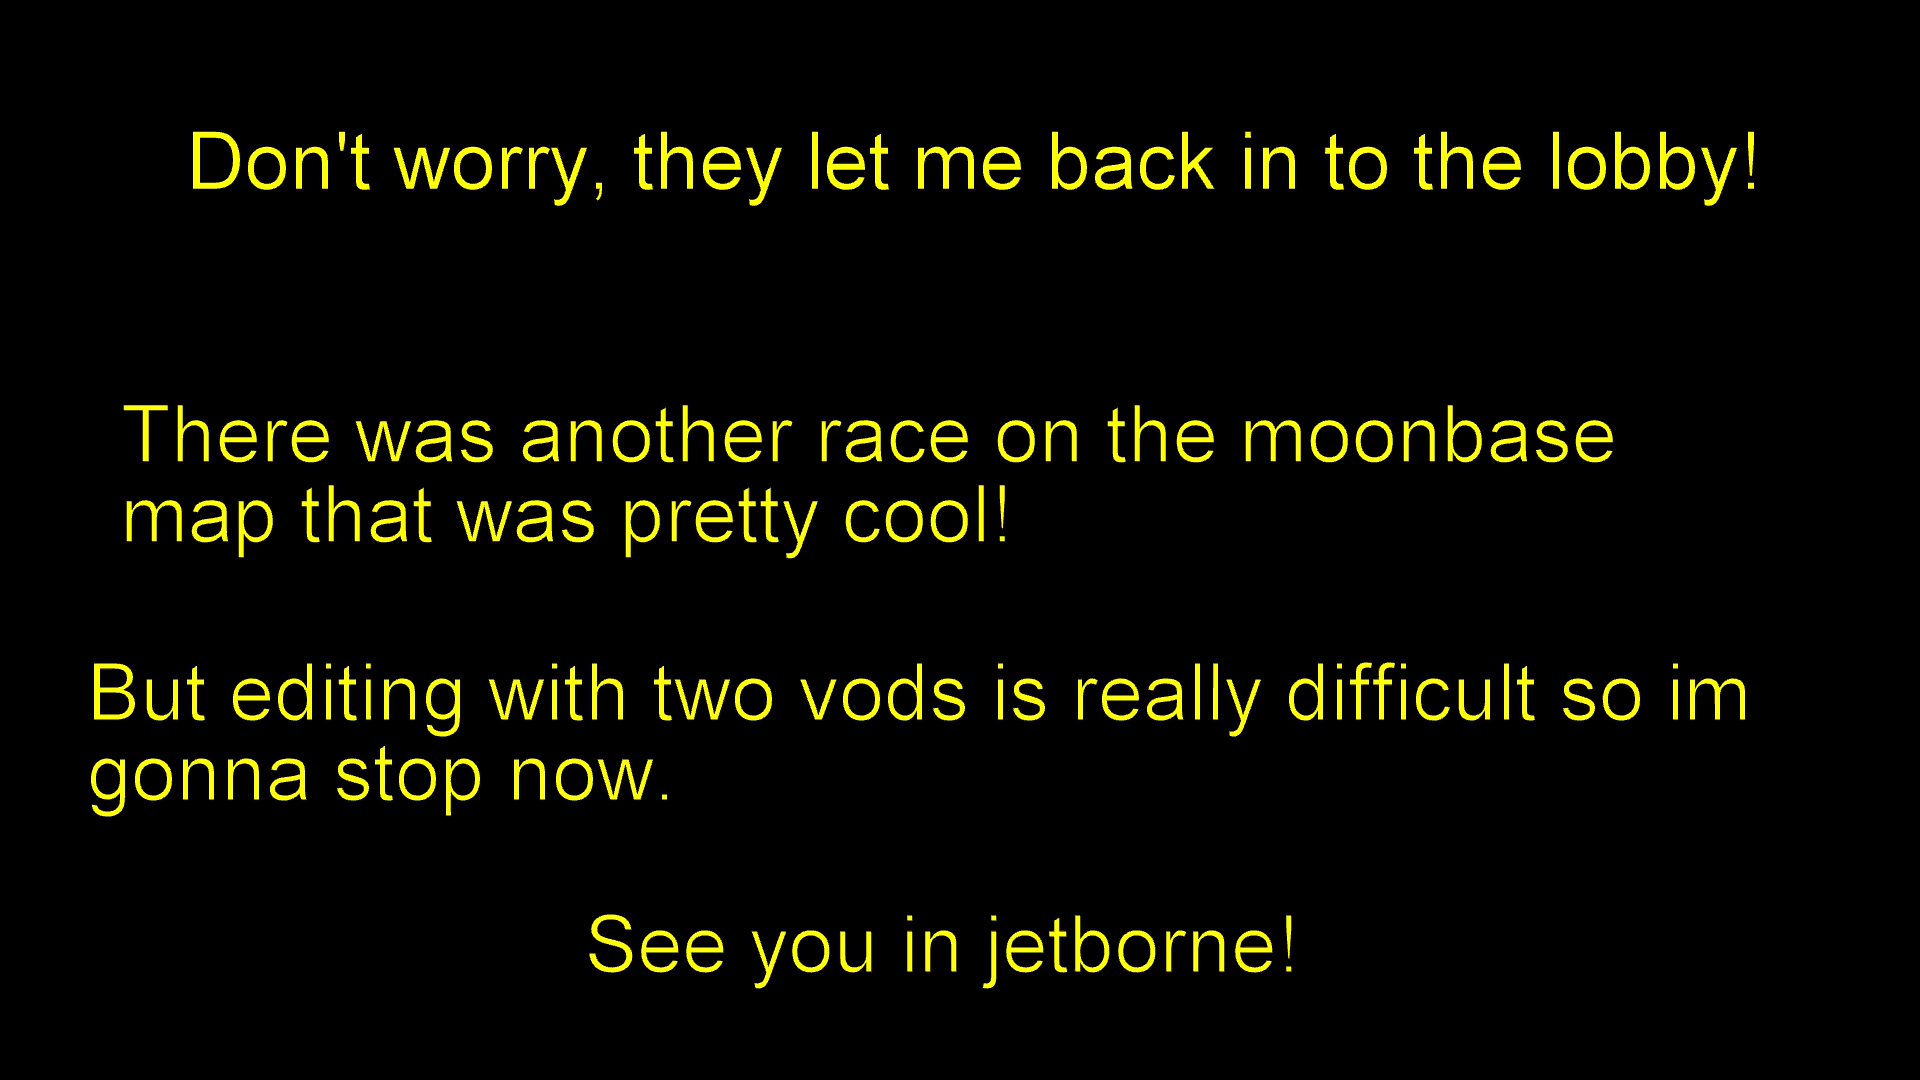 Don't worry, they let me back in to the lobby!
There was another race on the moonbase
map that was pretty cool!
But editing with two vods is really difficult so im
gonna stop now.
See you in jetborne!